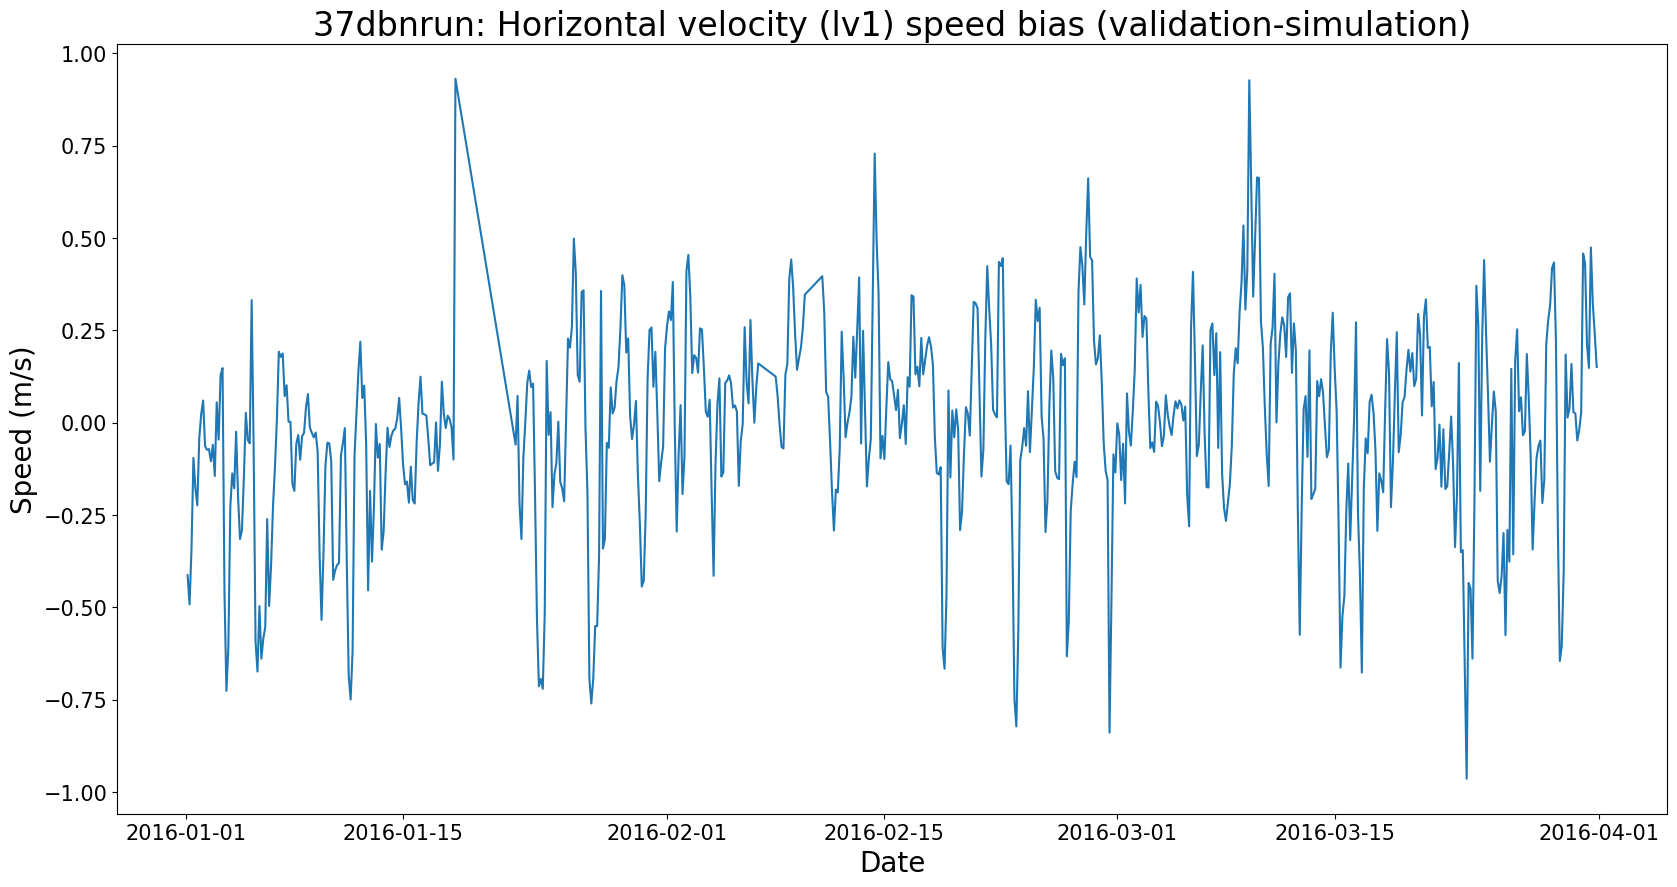 37dbnrun: Horizontal velocity (lv1) speed bias (validation-simulation)
1.00
0.75
0.50
0.25
0.00
−0.25
−0.50
−0.75
−1.00
Speed (m/s)
2016-01-01 2016-01-15 2016-02-01 2016-02-15 2016-03-01 2016-03-15 2016-04-01
Date